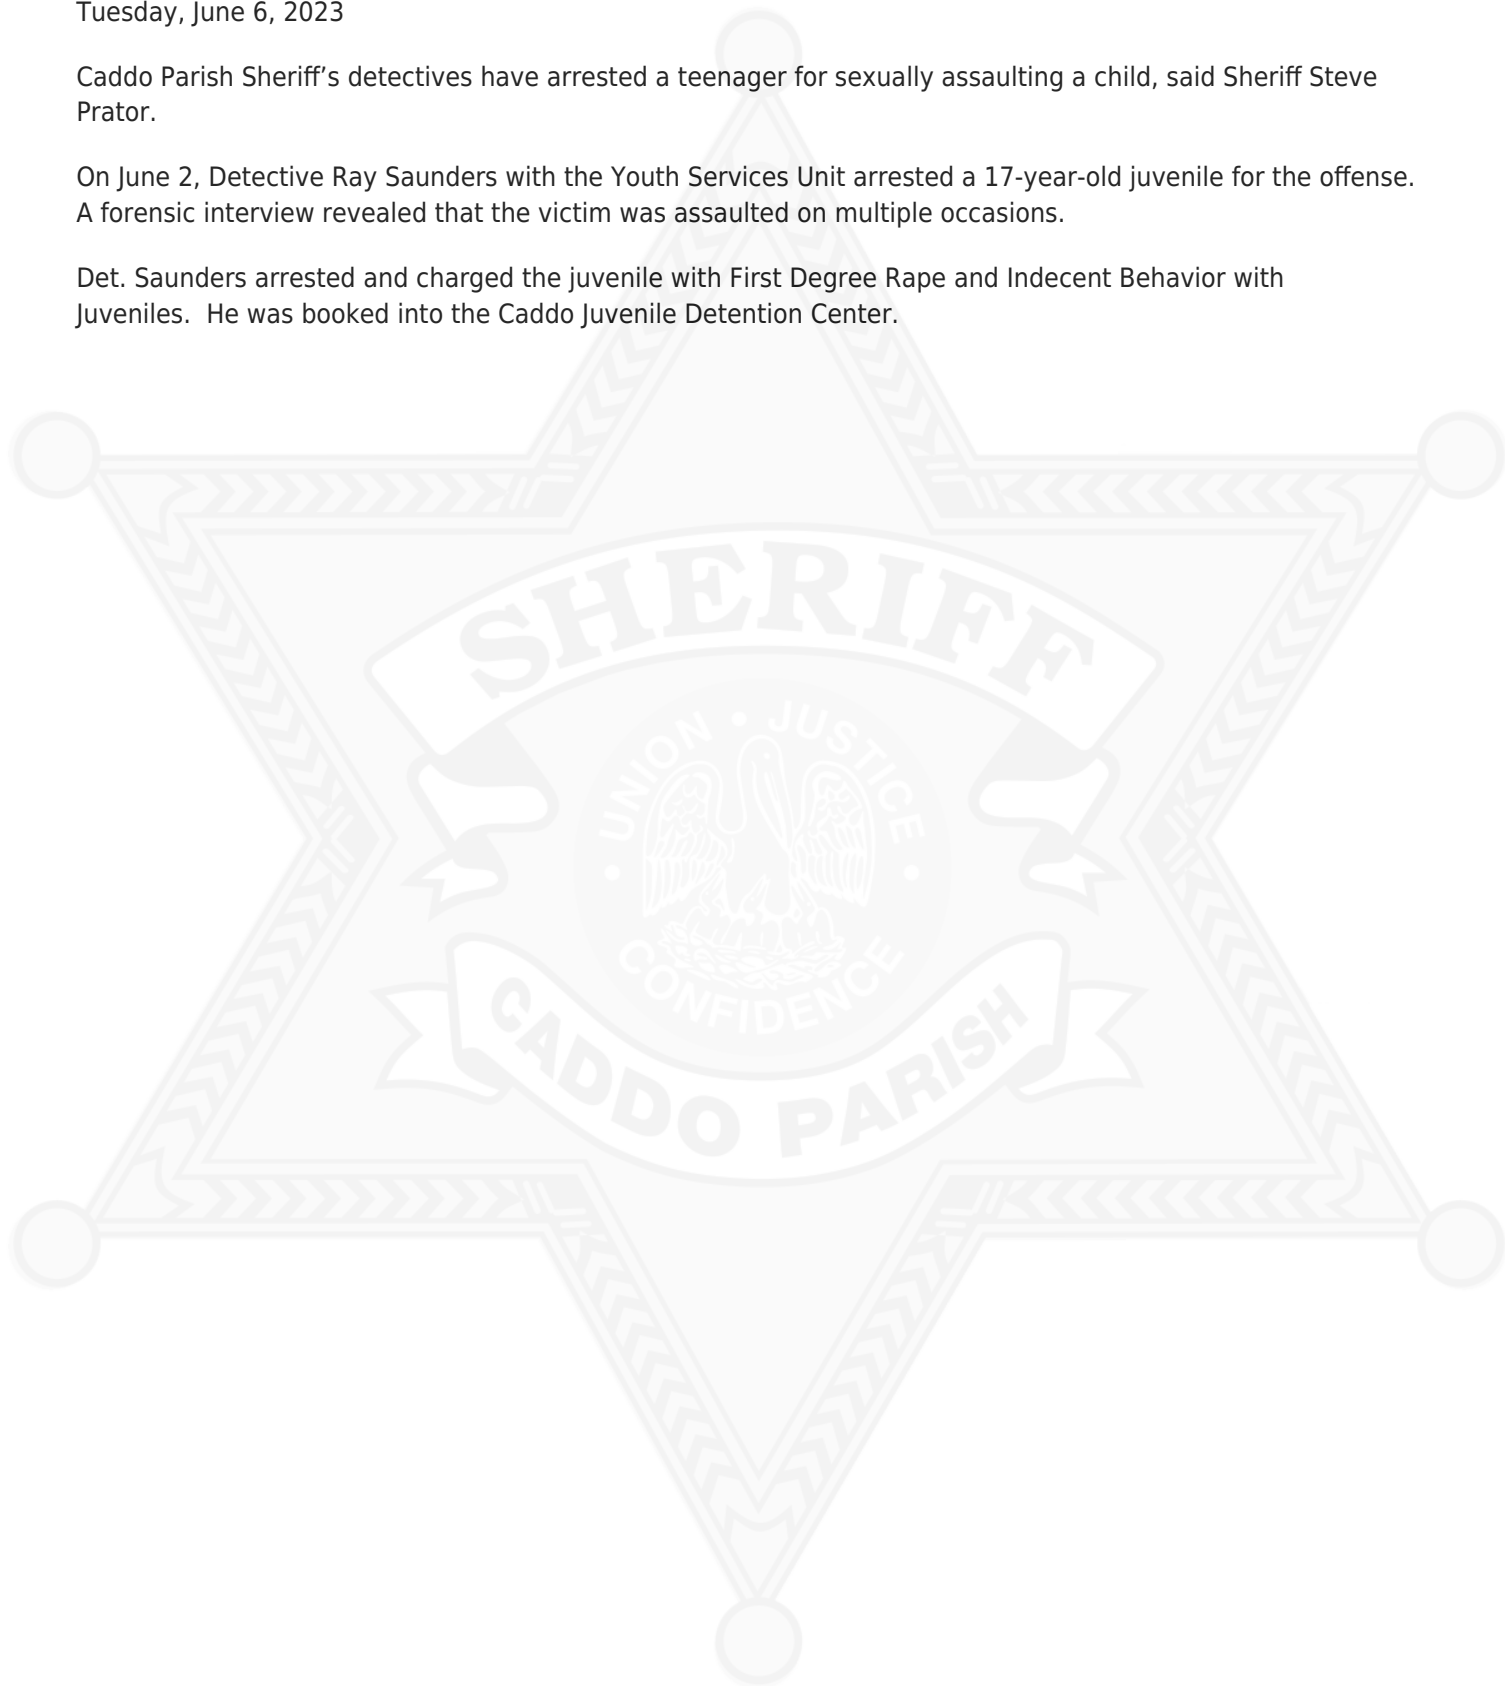 Tuesday, June 6, 2023
Caddo Parish Sheriff’s detectives have arrested a teenager for sexually assaulting a child, said Sheriff Steve
Prator.
On June 2, Detective Ray Saunders with the Youth Services Unit arrested a 17-year-old juvenile for the offense.
A forensic interview revealed that the victim was assaulted on multiple occasions.
Det. Saunders arrested and charged the juvenile with First Degree Rape and Indecent Behavior with
Juveniles.  He was booked into the Caddo Juvenile Detention Center.
SHERIFF
UNION • JUSTICE
• CONFIDENCE •
CADDO PARISH